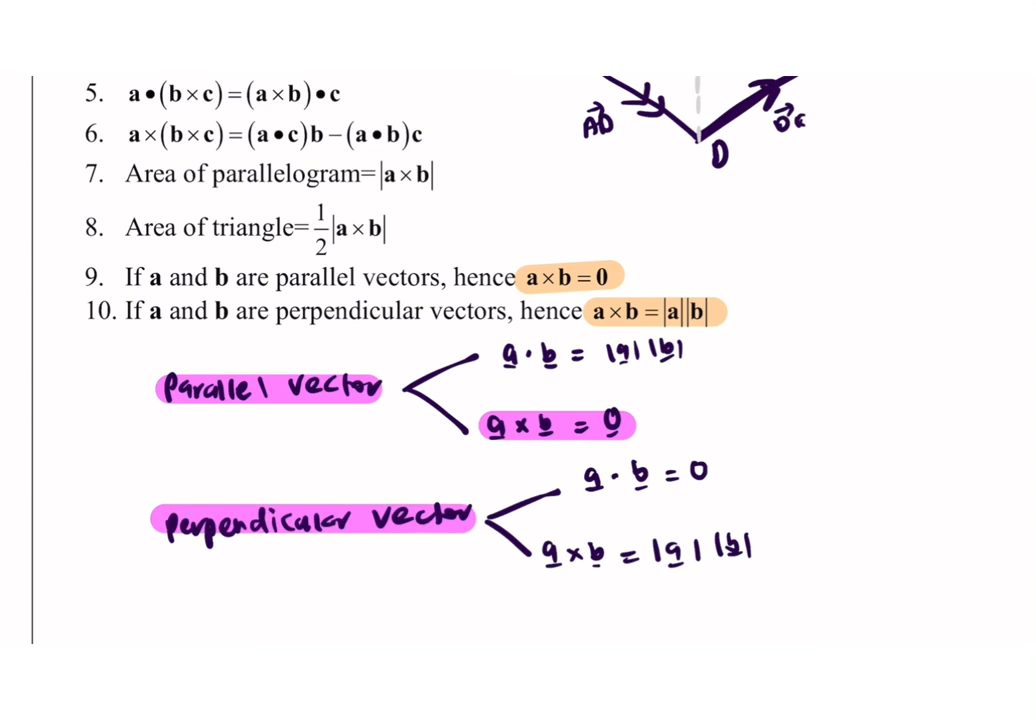 5. a•(b×c)=(a×b)•c
6. a×(b×c)=(a•c)b−(a•b)c
7. Area of parallelogram=|a×b|
8. Area of triangle=1/2|a×b|
9. If a and b are parallel vectors, hence a×b=0
10. If a and b are perpendicular vectors, hence a×b=|a||b|
AD
DC
D
a · b = |a| |b|
Parallel vector
a × b = 0
a · b = 0
perpendicular vector
a × b = |a| |b|